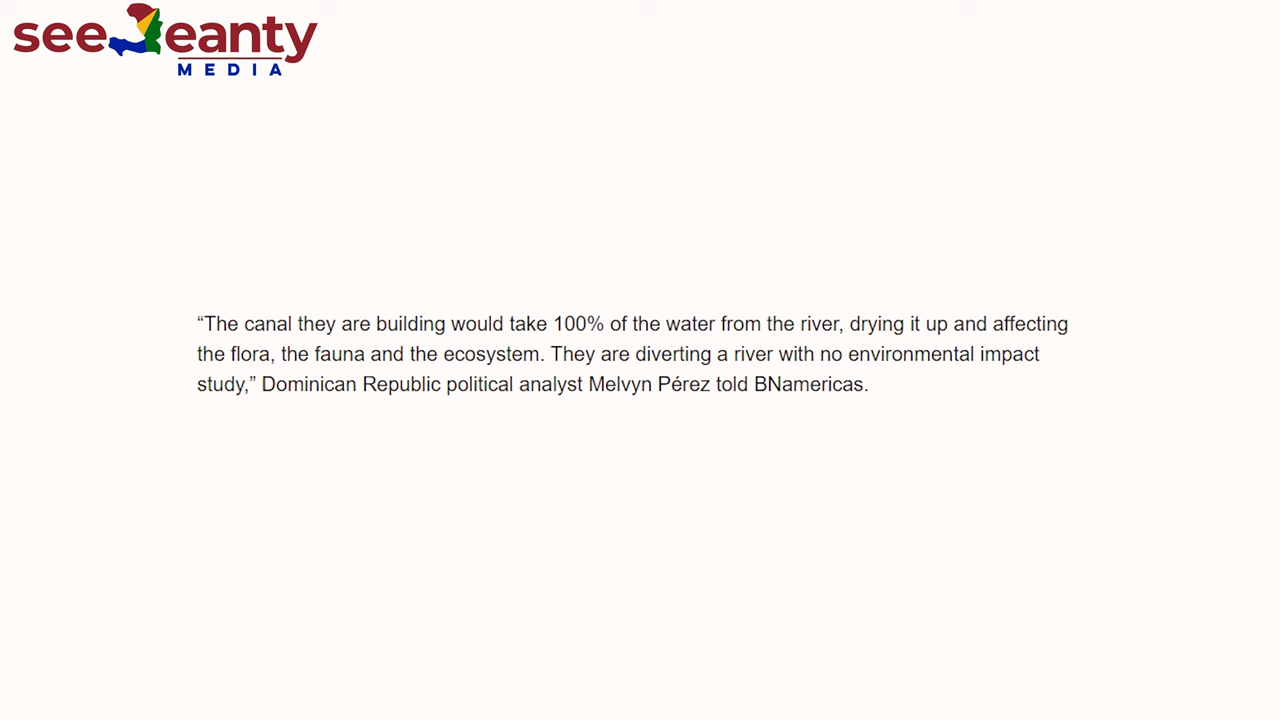 seeJeanty
MEDIA
“The canal they are building would take 100% of the water from the river, drying it up and affecting
the flora, the fauna and the ecosystem. They are diverting a river with no environmental impact
study,” Dominican Republic political analyst Melvyn Pérez told BNamericas.